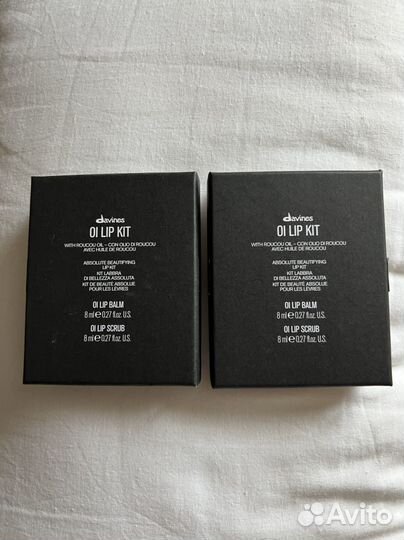 davines
OI LIP KIT
WITH ROUCOU OIL – CON OLIO DI ROUCOU
AVEC HUILE DE ROUCOU
ABSOLUTE BEAUTIFYING
LIP KIT
KIT LABBRA
DI BELLEZZA ASSOLUTA
KIT DE BEAUTÉ ABSOLUE
POUR LES LÈVRES
OI LIP BALM
8 ml ℮ 0.27 fl.oz. U.S.
OI LIP SCRUB
8 ml ℮ 0.27 fl.oz. U.S.
davines
OI LIP KIT
WITH ROUCOU OIL – CON OLIO DI ROUCOU
AVEC HUILE DE ROUCOU
ABSOLUTE BEAUTIFYING
LIP KIT
KIT LABBRA
DI BELLEZZA ASSOLUTA
KIT DE BEAUTÉ ABSOLUE
POUR LES LÈVRES
OI LIP BALM
8 ml ℮ 0.27 fl.oz. U.S.
OI LIP SCRUB
8 ml ℮ 0.27 fl.oz. U.S.
Avito